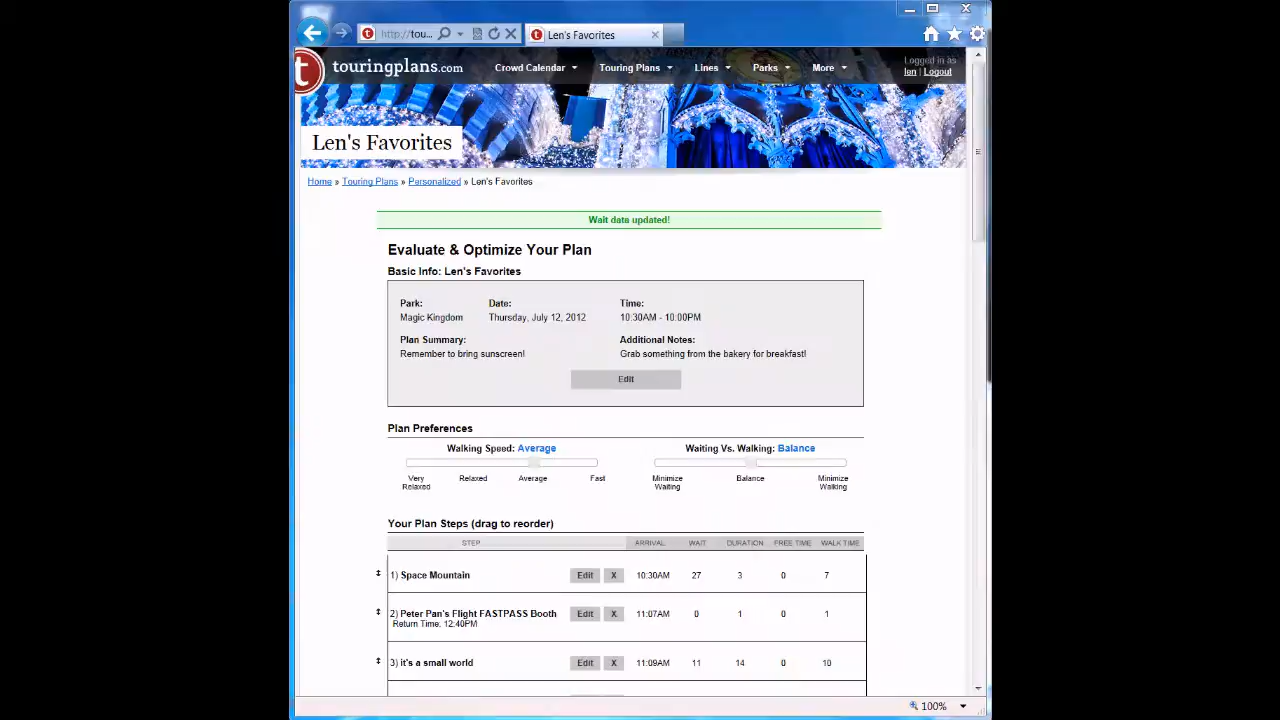 http://tou...
Len's Favorites
touringplans.com
Crowd Calendar
Touring Plans
Lines
Parks
More
Logged in as
len | Logout
Len's Favorites
Home » Touring Plans » Personalized » Len's Favorites
Wait data updated!
Evaluate & Optimize Your Plan
Basic Info: Len's Favorites
Park: Date: Time:
Magic Kingdom Thursday, July 12, 2012 10:30AM - 10:00PM
Plan Summary: Additional Notes:
Remember to bring sunscreen! Grab something from the bakery for breakfast!
Edit
Plan Preferences
Walking Speed: Average Waiting Vs. Walking: Balance
Very Relaxed Relaxed Average Fast Minimize Waiting Balance Minimize Walking
Your Plan Steps (drag to reorder)
STEP ARRIVAL WAIT DURATION FREE TIME WALK TIME
1) Space Mountain Edit X 10:30AM 27 3 0 7
2) Peter Pan's Flight FASTPASS Booth Edit X 11:07AM 0 1 0 1
Return Time: 12:40PM
3) it's a small world Edit X 11:09AM 11 14 0 10
100%